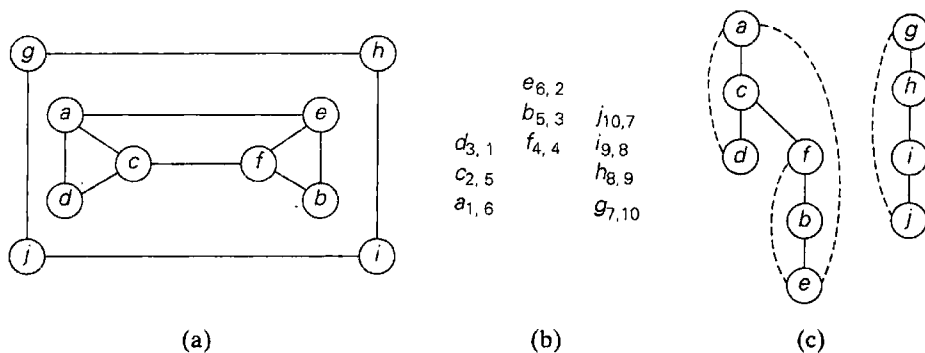 g h
a e
c f
d b
j i
(a)
e6, 2
b5, 3 j10,7
d3, 1 f4, 4 i9,8
c2, 5 h8,9
a1, 6 g7,10
(b)
a g
c h
d f i
b j
e
(c)